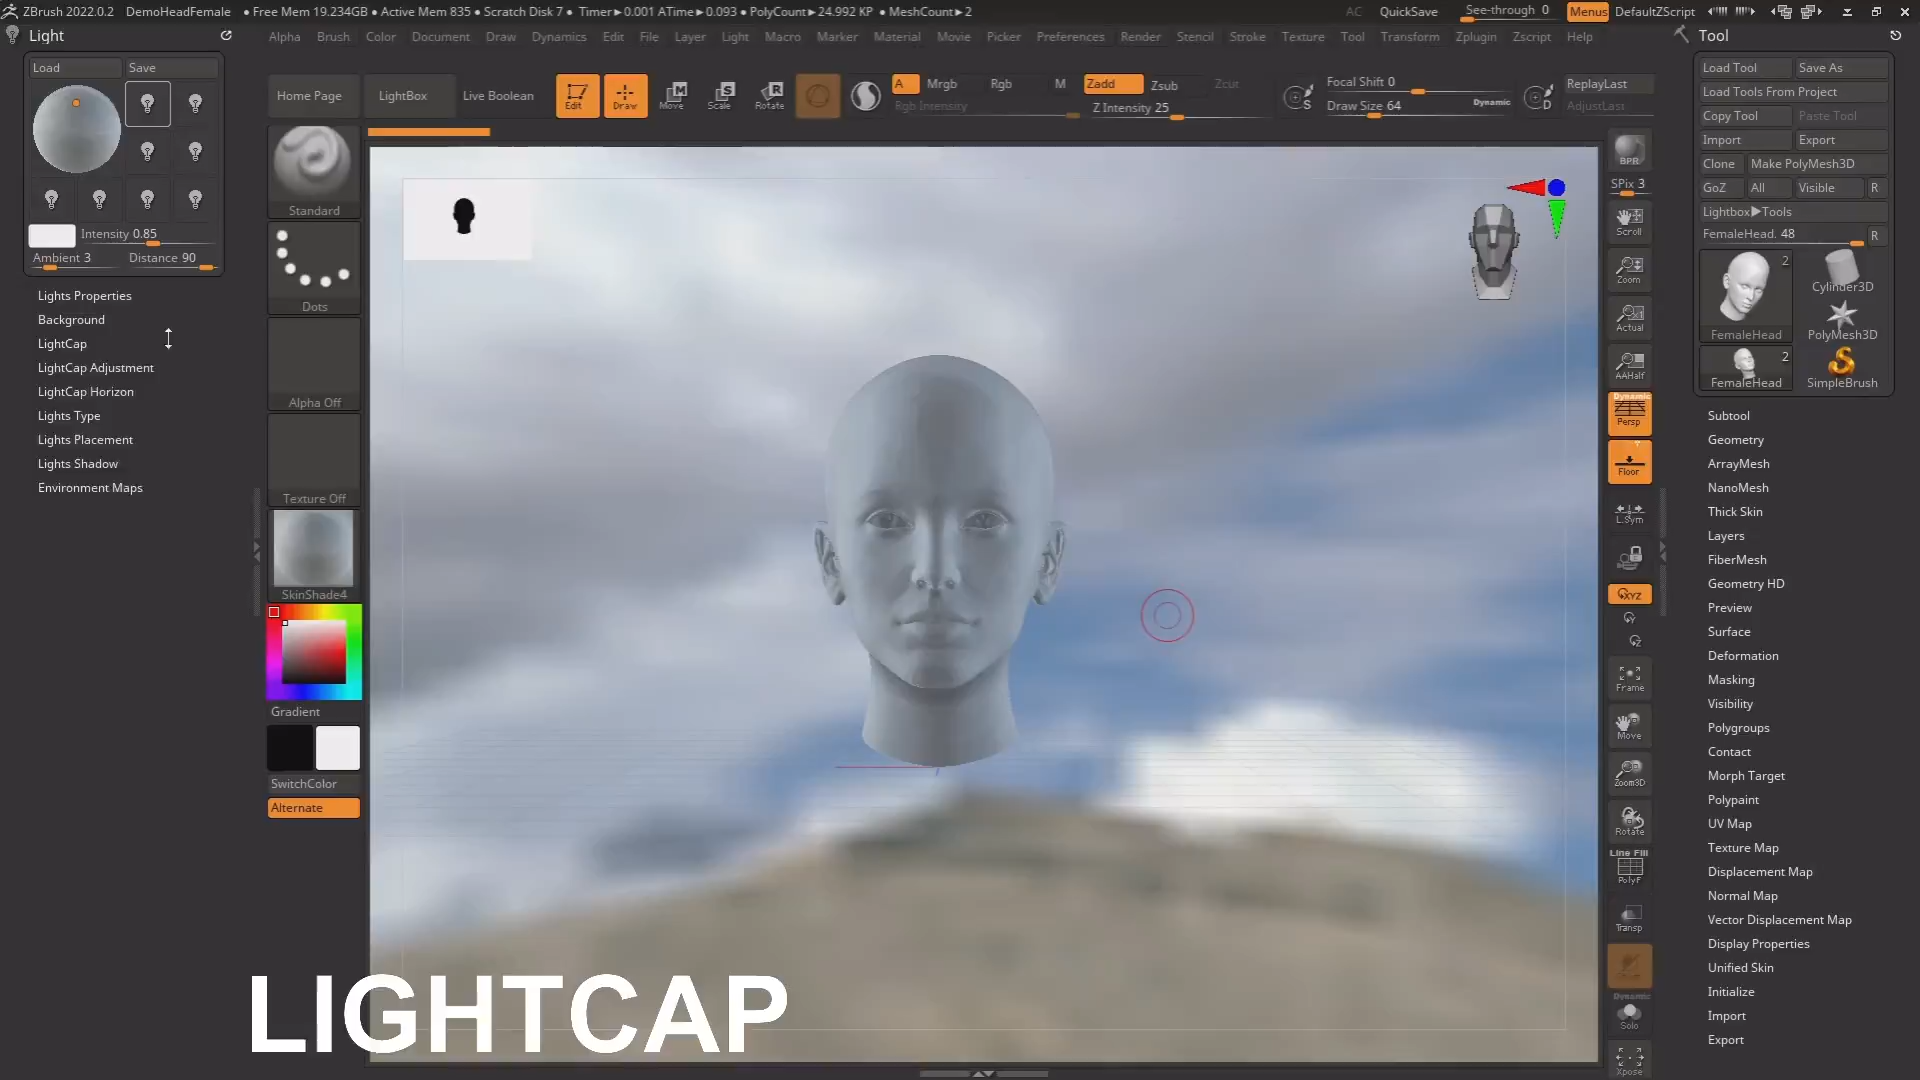 ZBrush 2022.0.2 DemoHeadFemale • Free Mem 19.234GB • Active Mem 835 • Scratch Disk 7 • Timer►0.001 ATime►0.093 • PolyCount►24.992 KP • MeshCount►2 AC QuickSave See-through 0 Menus DefaultZScript
Light
Alpha Brush Color Document Draw Dynamics Edit File Layer Light Macro Marker Material Movie Picker Preferences Render Stencil Stroke Texture Tool Transform Zplugin Zscript Help
Tool
Load Save
Intensity 0.85
Ambient 3 Distance 90
Lights Properties
Background
LightCap
LightCap Adjustment
LightCap Horizon
Lights Type
Lights Placement
Lights Shadow
Environment Maps
Home Page LightBox Live Boolean
Edit Draw Move Scale Rotate
A Mrgb Rgb M
Rgb Intensity
Zadd Zsub Zcut
Z Intensity 25
S
Focal Shift 0
Draw Size 64 Dynamic
D
ReplayLast
AdjustLast
Standard
Dots
Alpha Off
Texture Off
SkinShade4
Gradient
SwitchColor
Alternate
BPR
SPix 3
Scroll
Zoom
Actual
AAHalf
Dynamic
Persp
Floor
L.Sym
XYZ
Y
Z
Frame
Move
Zoom3D
Rotate
Line Fill
PolyF
Transp
Dynamic
Solo
Xpose
Load Tool Save As
Load Tools From Project
Copy Tool Paste Tool
Import Export
Clone Make PolyMesh3D
GoZ All Visible R
Lightbox►Tools
FemaleHead. 48 R
2
FemaleHead
Cylinder3D
PolyMesh3D
2
FemaleHead
SimpleBrush
Subtool
Geometry
ArrayMesh
NanoMesh
Thick Skin
Layers
FiberMesh
Geometry HD
Preview
Surface
Deformation
Masking
Visibility
Polygroups
Contact
Morph Target
Polypaint
UV Map
Texture Map
Displacement Map
Normal Map
Vector Displacement Map
Display Properties
Unified Skin
Initialize
Import
Export
LIGHTCAP